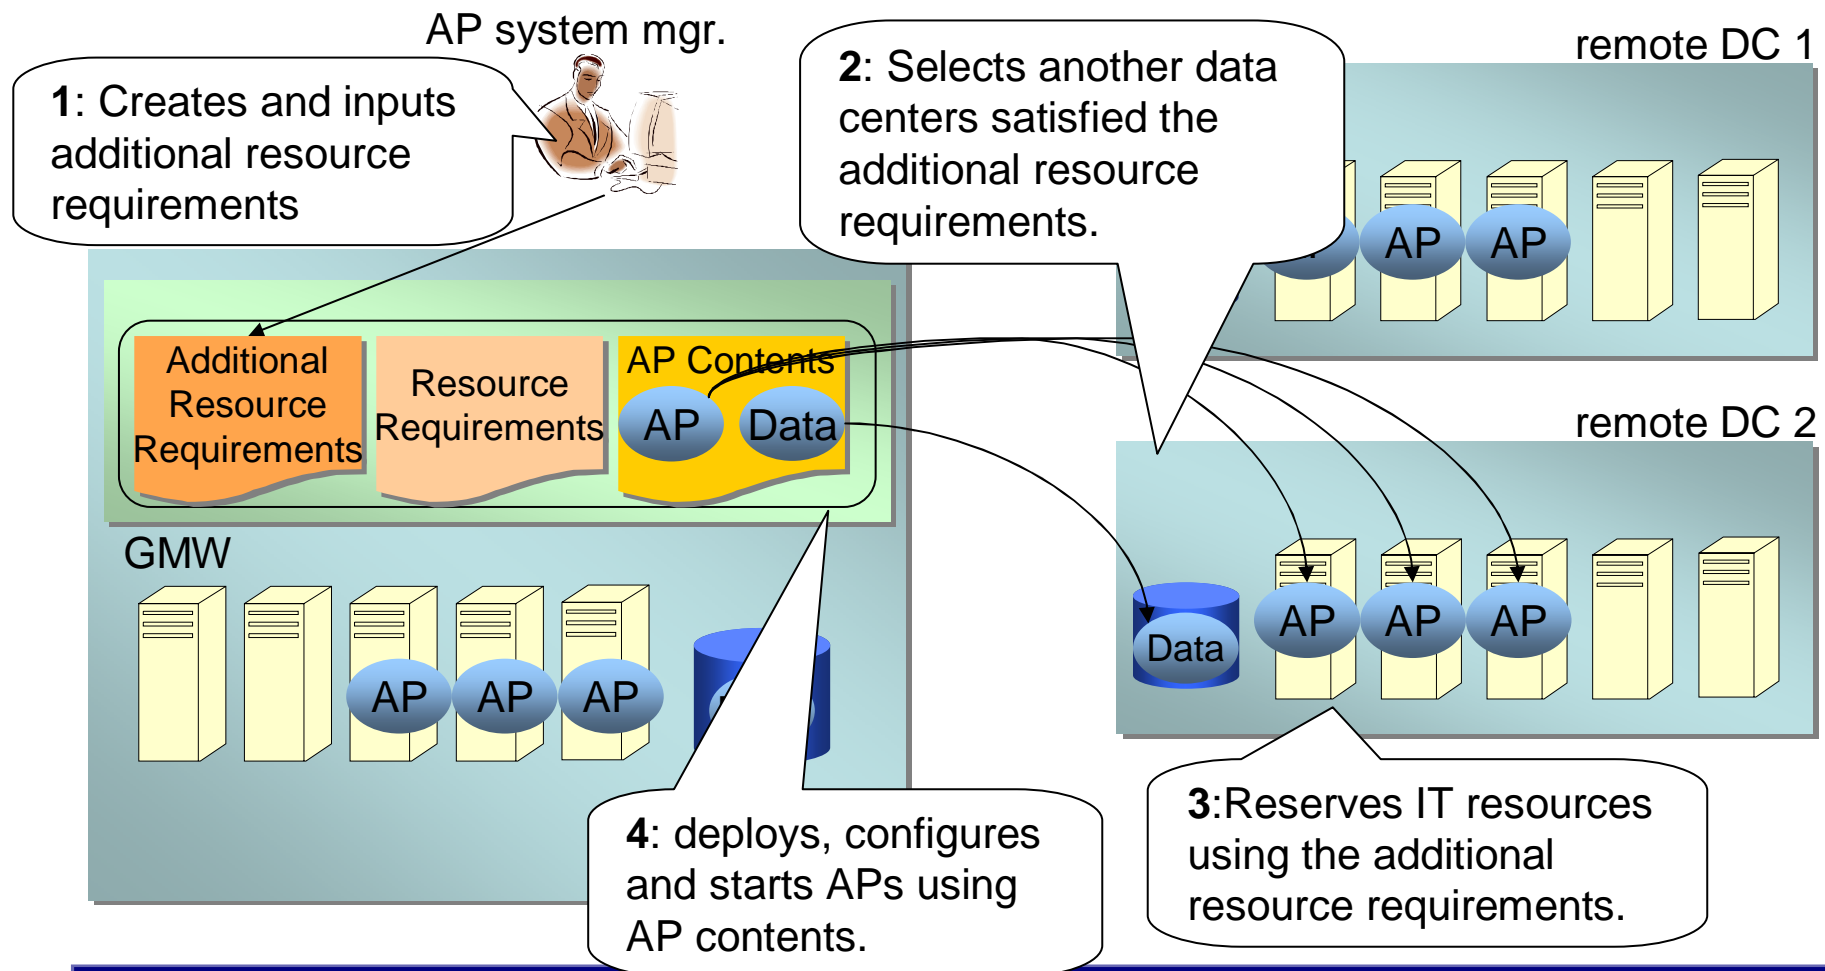 AP system mgr.
1: Creates and inputs
additional resource
requirements
2: Selects another data
centers satisfied the
additional resource
requirements.
remote DC 1
AP
AP
Additional
Resource
Requirements
Resource
Requirements
AP Contents
AP
Data
GMW
AP
AP
AP
remote DC 2
Data
AP
AP
AP
4: deploys, configures
and starts APs using
AP contents.
3:Reserves IT resources
using the additional
resource requirements.